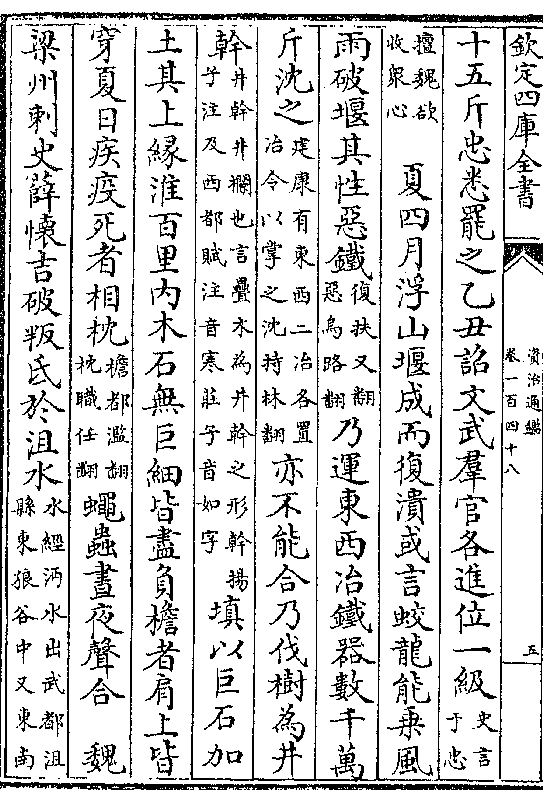 欽定四庫全書
資治通鑑
卷一百四十八
五
十五斤忠悉罷之乙丑詔文武羣官各進位一級史言于忠
擅魏欲收衆心 夏四月浮山堰成而復潰或言蛟龍能乗風
雨破堰其性惡鐵復扶又翻惡烏路翻乃運東西冶鐵器數千萬
斤沈之建康有東西二冶各置冶令以掌之沈持林翻亦不能合乃伐樹為井
幹井幹井欄也言疊木為井幹之形幹揚子注及西都賦注音寒莊子音如字填以巨石加
土其上緣淮百里内木石無巨細皆盡負檐者肩上皆
穿夏日疾疫死者相枕檐都濫翻枕職任翻蠅蟲晝夜聲合 魏
梁州刺史薛懷吉破叛氐於沮水水經沔水出武都沮縣東狼谷中又東南